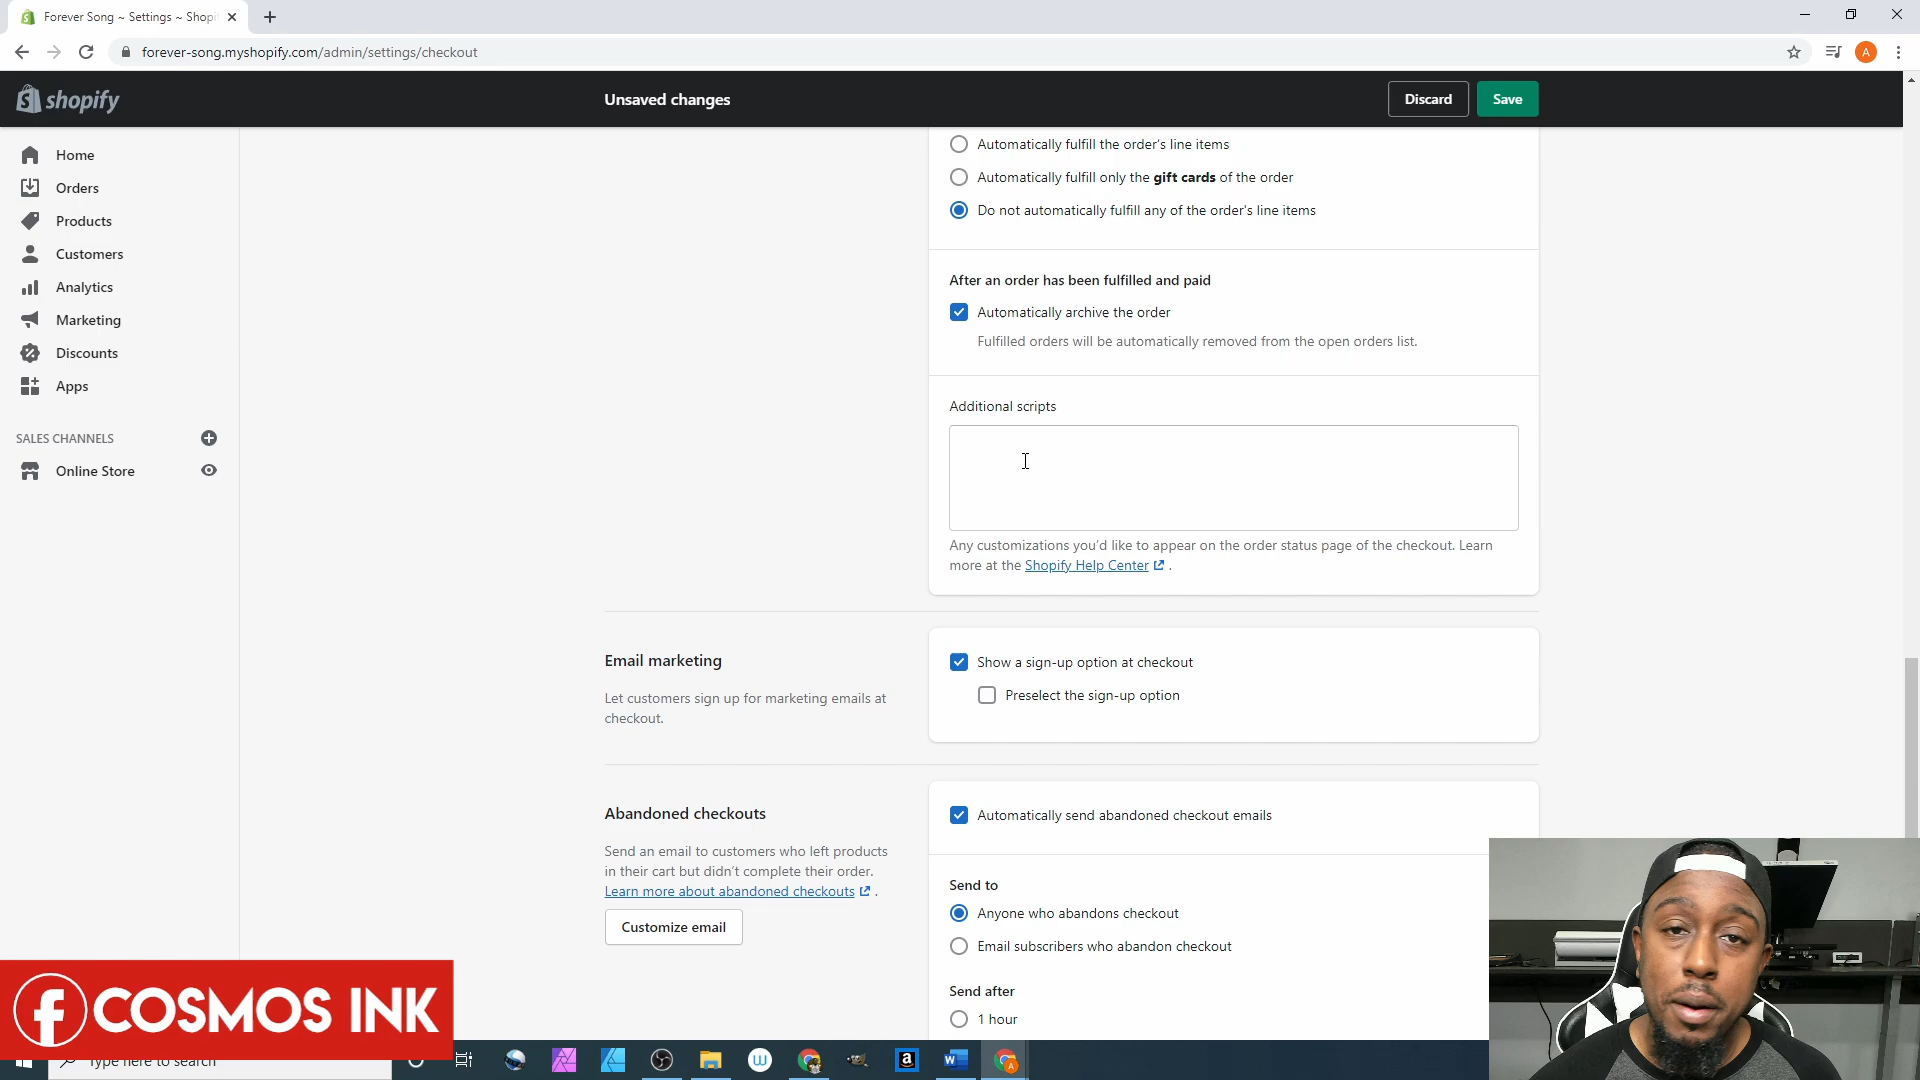 Forever Song ~ Settings ~ Shopif
forever-song.myshopify.com/admin/settings/checkout
A
shopify
Unsaved changes
Discard
Save
Home
Orders
Products
Customers
Analytics
Marketing
Discounts
Apps
SALES CHANNELS
Online Store
Automatically fulfill the order's line items
Automatically fulfill only the gift cards of the order
Do not automatically fulfill any of the order's line items
After an order has been fulfilled and paid
Automatically archive the order
Fulfilled orders will be automatically removed from the open orders list.
Additional scripts
Any customizations you'd like to appear on the order status page of the checkout. Learn
more at the Shopify Help Center .
Email marketing
Let customers sign up for marketing emails at
checkout.
Show a sign-up option at checkout
Preselect the sign-up option
Abandoned checkouts
Send an email to customers who left products
in their cart but didn't complete their order.
Learn more about abandoned checkouts .
Customize email
Automatically send abandoned checkout emails
Send to
Anyone who abandons checkout
Email subscribers who abandon checkout
Send after
1 hour
f COSMOS INK
Type here to search